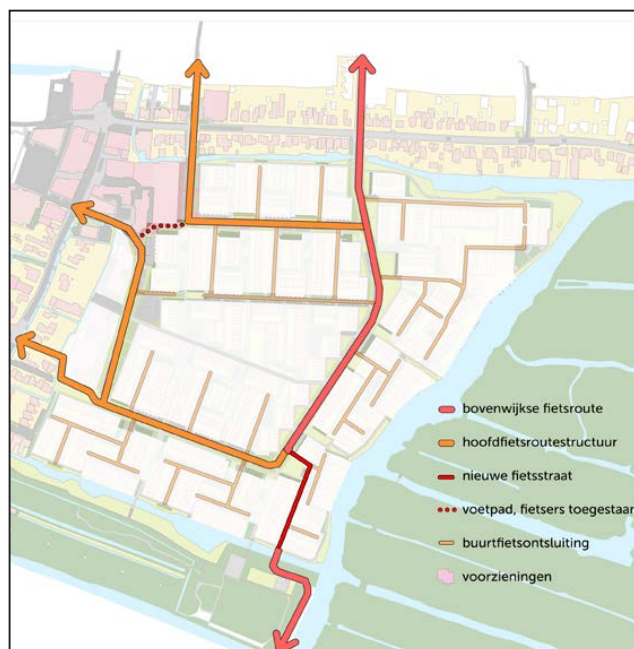 bovenwijkse fietsroute
hoofdfietsroutestructuur
nieuwe fietsstraat
voetpad, fietsers toegestaan
buurtfietsontsluiting
voorzieningen